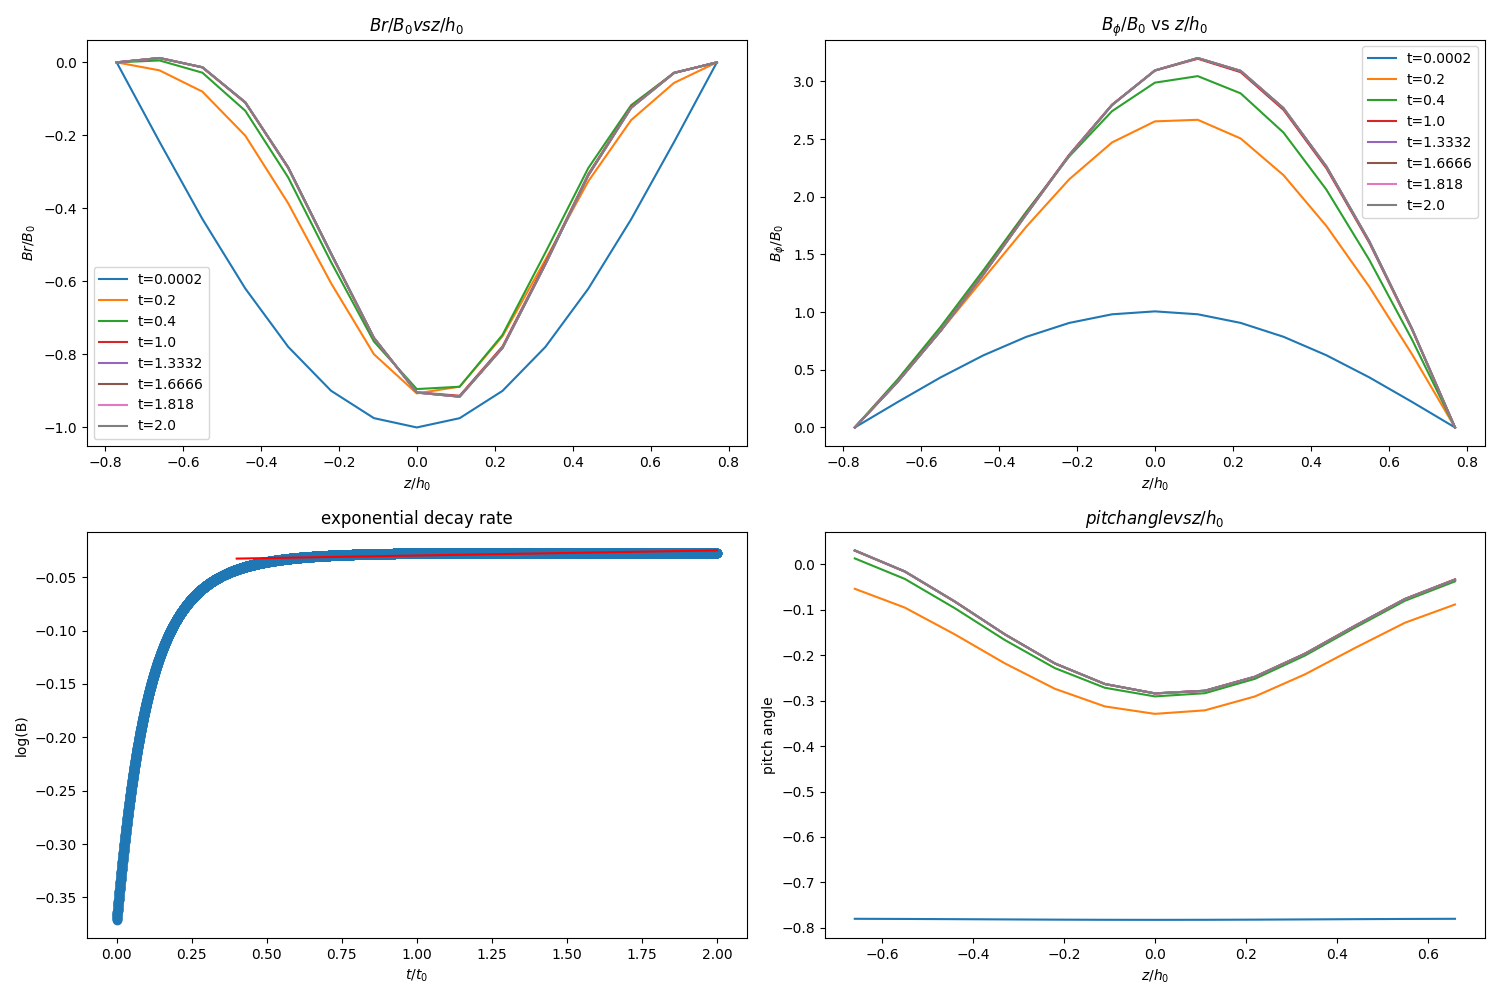 Br/B₀vsz/h₀
0.0
−0.2
−0.4
−0.6
−0.8
−1.0
Br/B₀
t=0.0002
t=0.2
t=0.4
t=1.0
t=1.3332
t=1.6666
t=1.818
t=2.0
−0.8 −0.6 −0.4 −0.2 0.0 0.2 0.4 0.6 0.8
z/h₀
B_ϕ/B₀ vs z/h₀
3.0
2.5
2.0
1.5
1.0
0.5
0.0
B_ϕ/B₀
t=0.0002
t=0.2
t=0.4
t=1.0
t=1.3332
t=1.6666
t=1.818
t=2.0
−0.8 −0.6 −0.4 −0.2 0.0 0.2 0.4 0.6 0.8
z/h₀
exponential decay rate
−0.05
−0.10
−0.15
−0.20
−0.25
−0.30
−0.35
log(B)
0.00 0.25 0.50 0.75 1.00 1.25 1.50 1.75 2.00
t/t₀
pitchanglevsz/h₀
0.0
−0.1
−0.2
−0.3
−0.4
−0.5
−0.6
−0.7
−0.8
pitch angle
−0.6 −0.4 −0.2 0.0 0.2 0.4 0.6
z/h₀